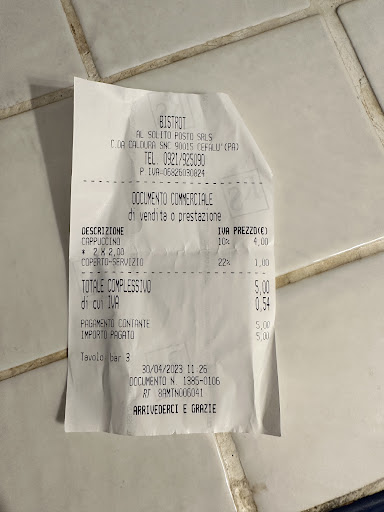 BISTROT
AL SOLITO POSTO SRLS
C.DA CALDURA SNC 90015 CEFALU'(PA)
TEL. 0921/925090
P IVA-06826030824
DOCUMENTO COMMERCIALE
di vendita o prestazione
DESCRIZIONE IVA PREZZO(€)
CAPPUCCINO 10% 4,00
* 2 X 2,00
COPERTO-SERVIZIO 22% 1,00
TOTALE COMPLESSIVO 5,00
di cui IVA 0,54
PAGAMENTO CONTANTE 5,00
IMPORTO PAGATO 5,00
Tavolo: bar 3
30/04/2023 11:26
DOCUMENTO N. 1385-0106
RT 8AMTN006041
ARRIVEDERCI E GRAZIE